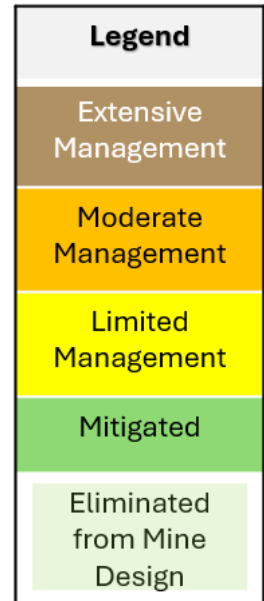 Legend
Extensive
Management
Moderate
Management
Limited
Management
Mitigated
Eliminated
from Mine
Design